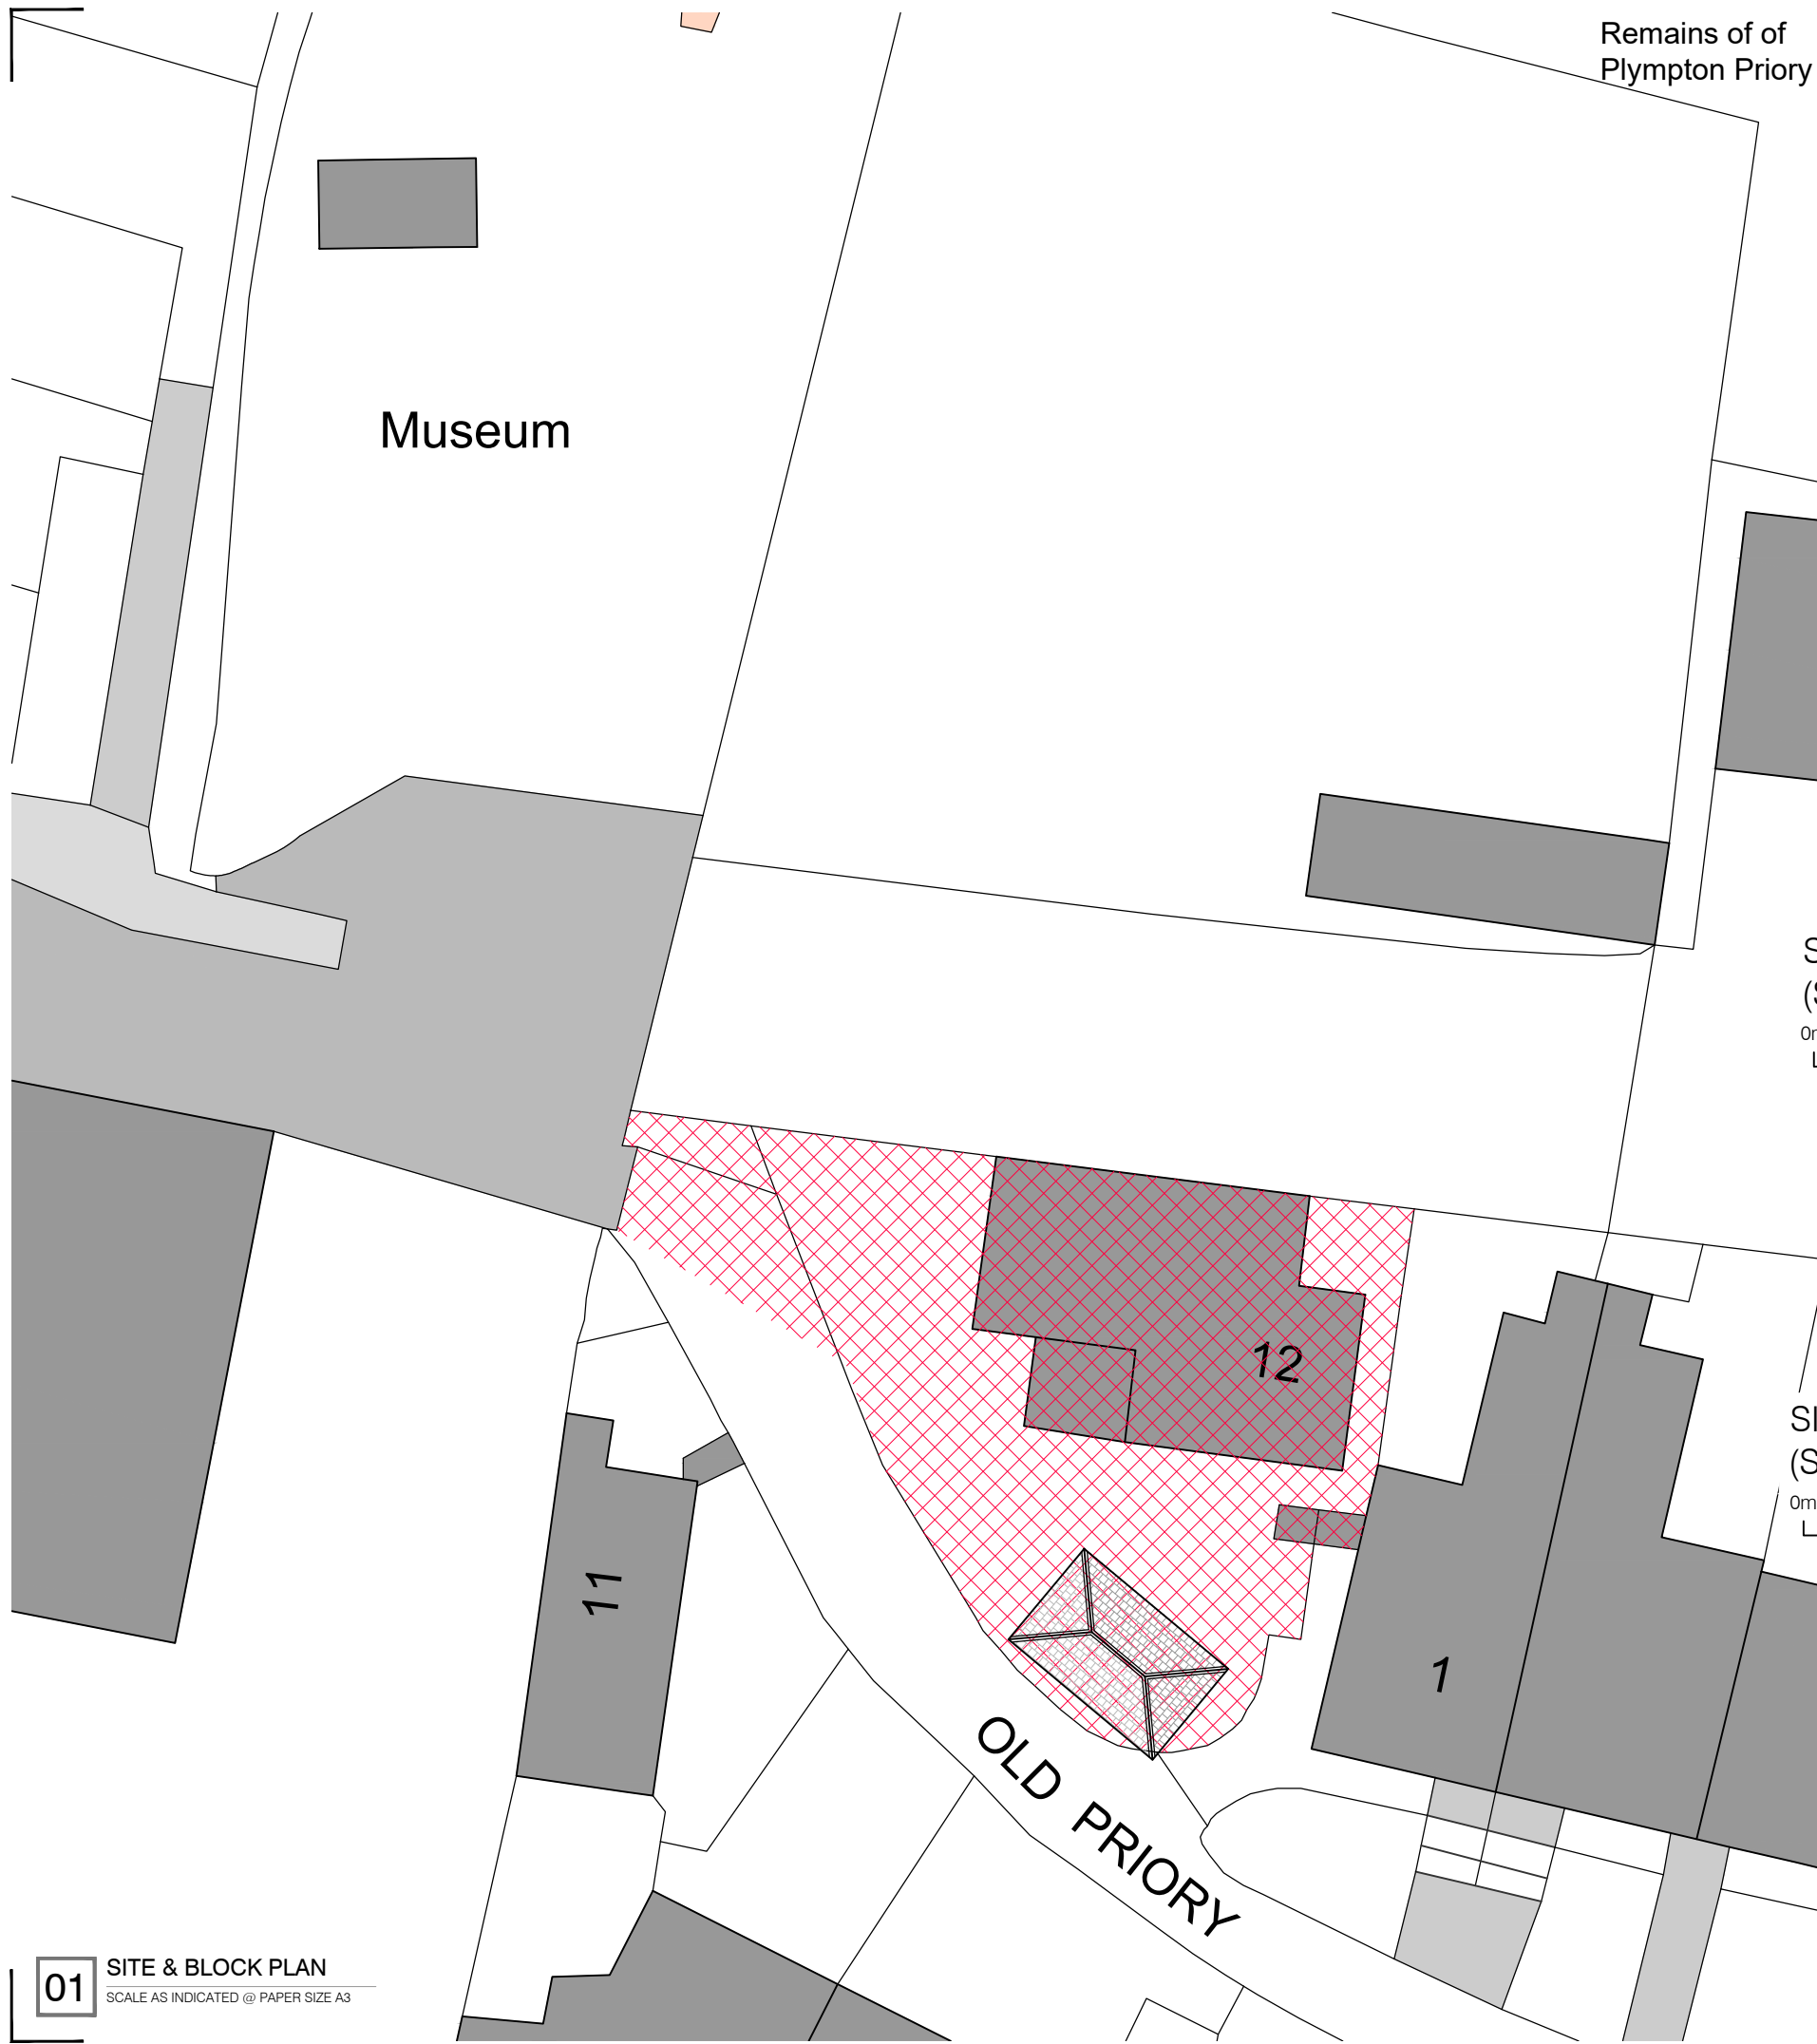 Remains of of
Plympton Priory
Museum
12
11
1
OLD PRIORY
01
SITE & BLOCK PLAN
SCALE AS INDICATED @ PAPER SIZE A3